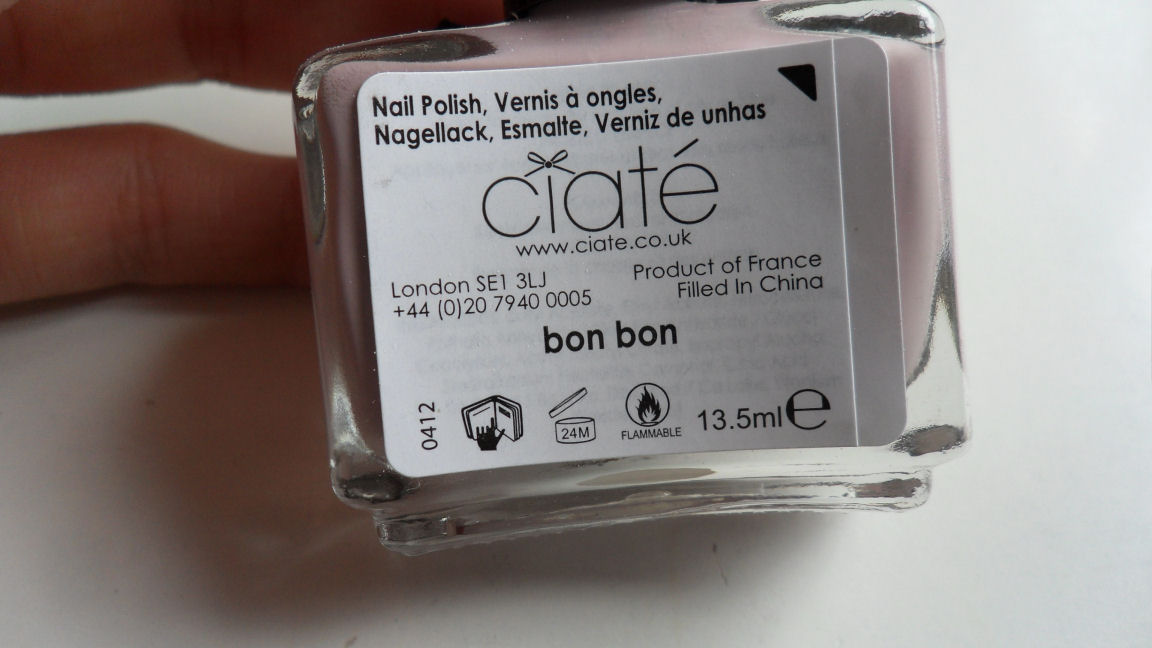 Nail Polish, Vernis à ongles,
Nagellack, Esmalte, Verniz de unhas
ciaté
www.ciate.co.uk
London SE1 3LJ
+44 (0)20 7940 0005
Product of France
Filled In China
bon bon
0412
24M
FLAMMABLE
13.5ml e